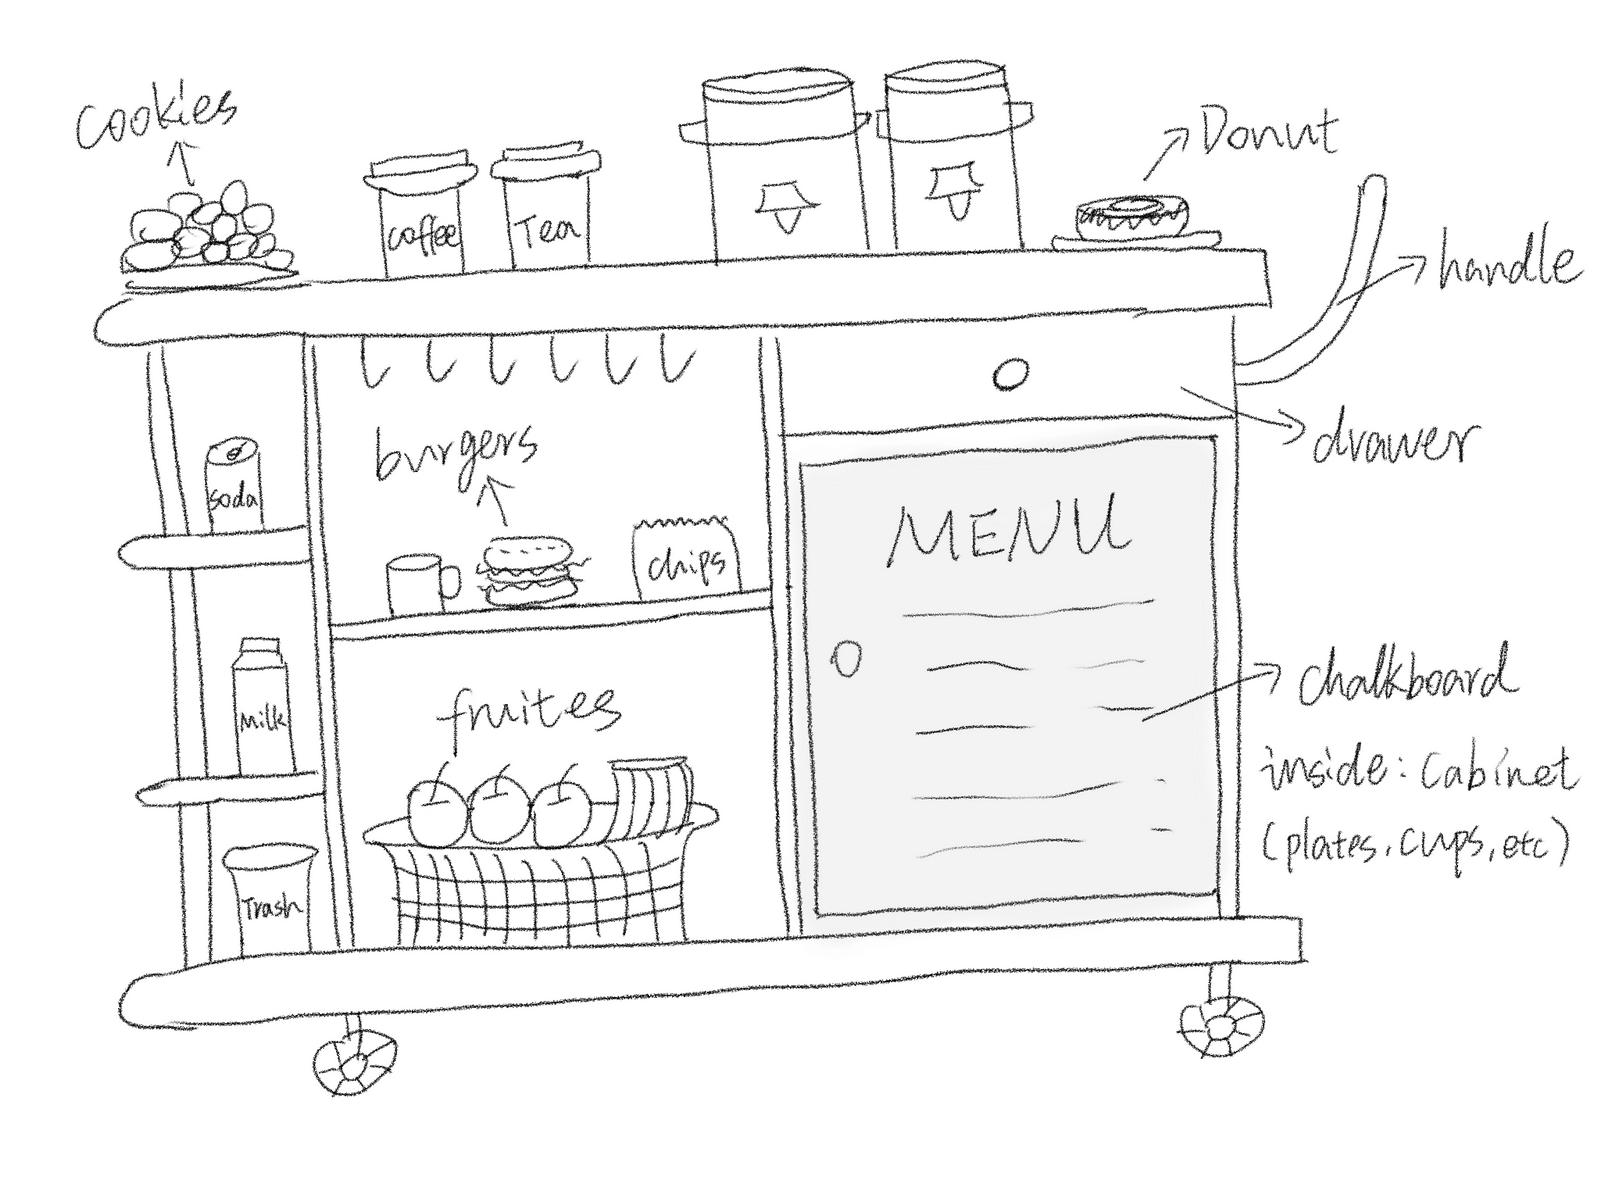 cookies
coffee
Tea
Donut
handle
burgers
drawer
soda
chips
MENU
chalkboard
inside: Cabinet
(plates, cups, etc)
fruites
Milk
Trash